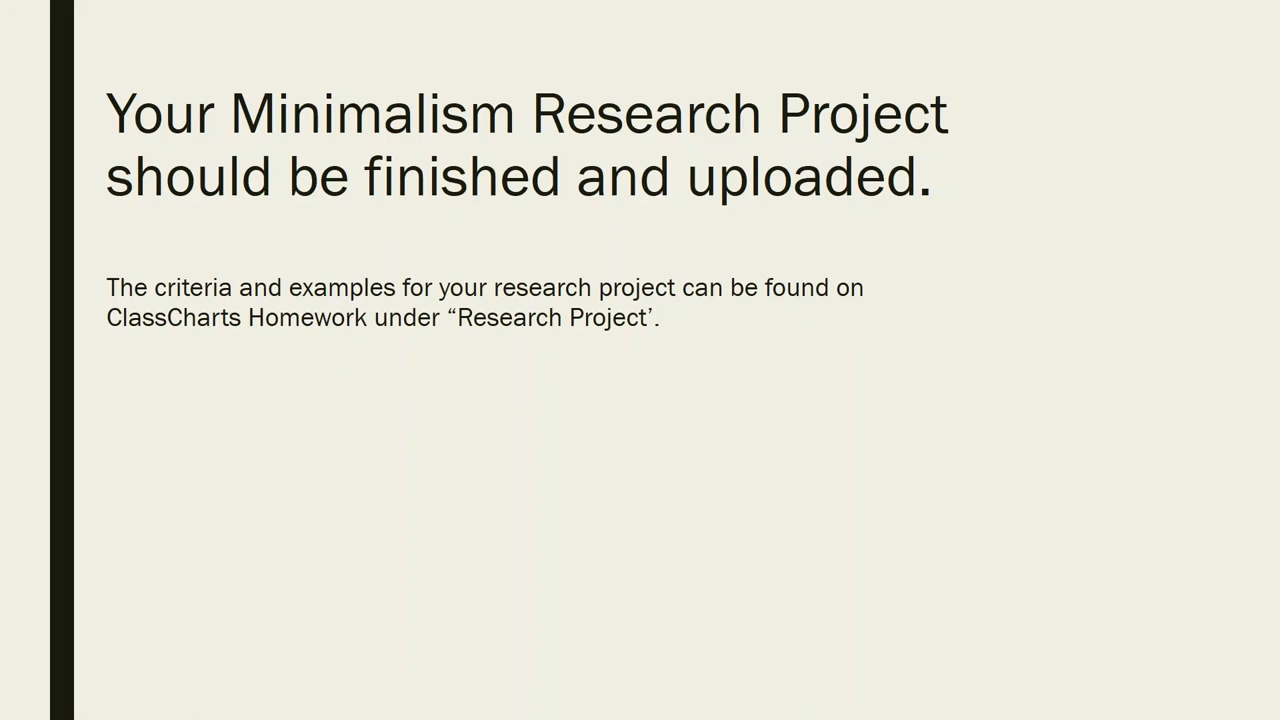 Your Minimalism Research Project
should be finished and uploaded.
The criteria and examples for your research project can be found on
ClassCharts Homework under “Research Project’.